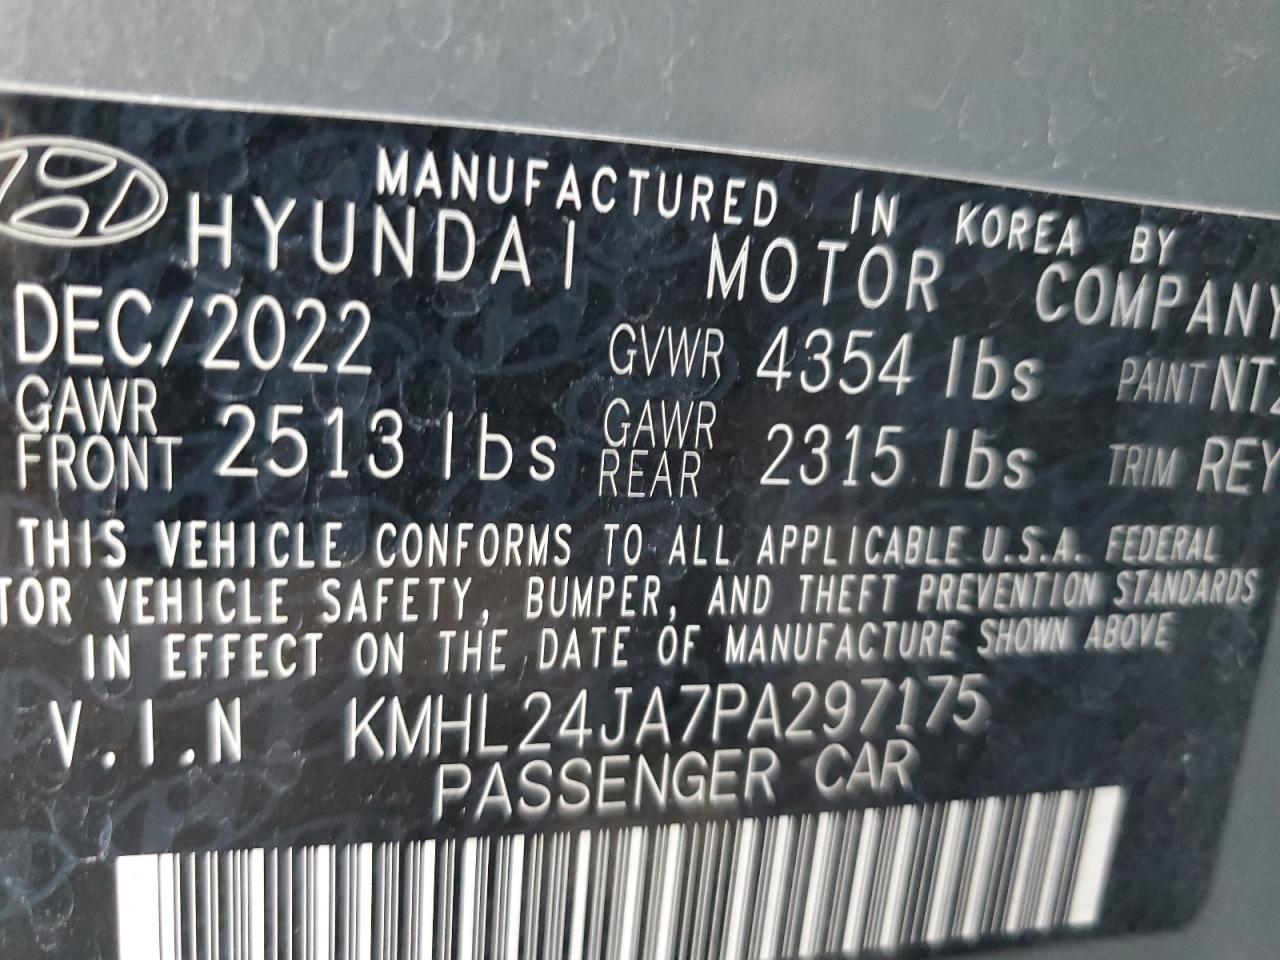 MANUFACTURED IN KOREA BY
HYUNDAI MOTOR COMPANY
DEC/2022 GVWR 4354 lbs PAINT
GAWR FRONT 2513 lbs GAWR REAR 2315 lbs TRIM REY
THIS VEHICLE CONFORMS TO ALL APPLICABLE U.S.A. FEDERAL
VEHICLE SAFETY, BUMPER, AND THEFT PREVENTION STANDARDS
IN EFFECT ON THE DATE OF MANUFACTURE SHOWN ABOVE
V.I.N KMHL24JA7PA297175
PASSENGER CAR